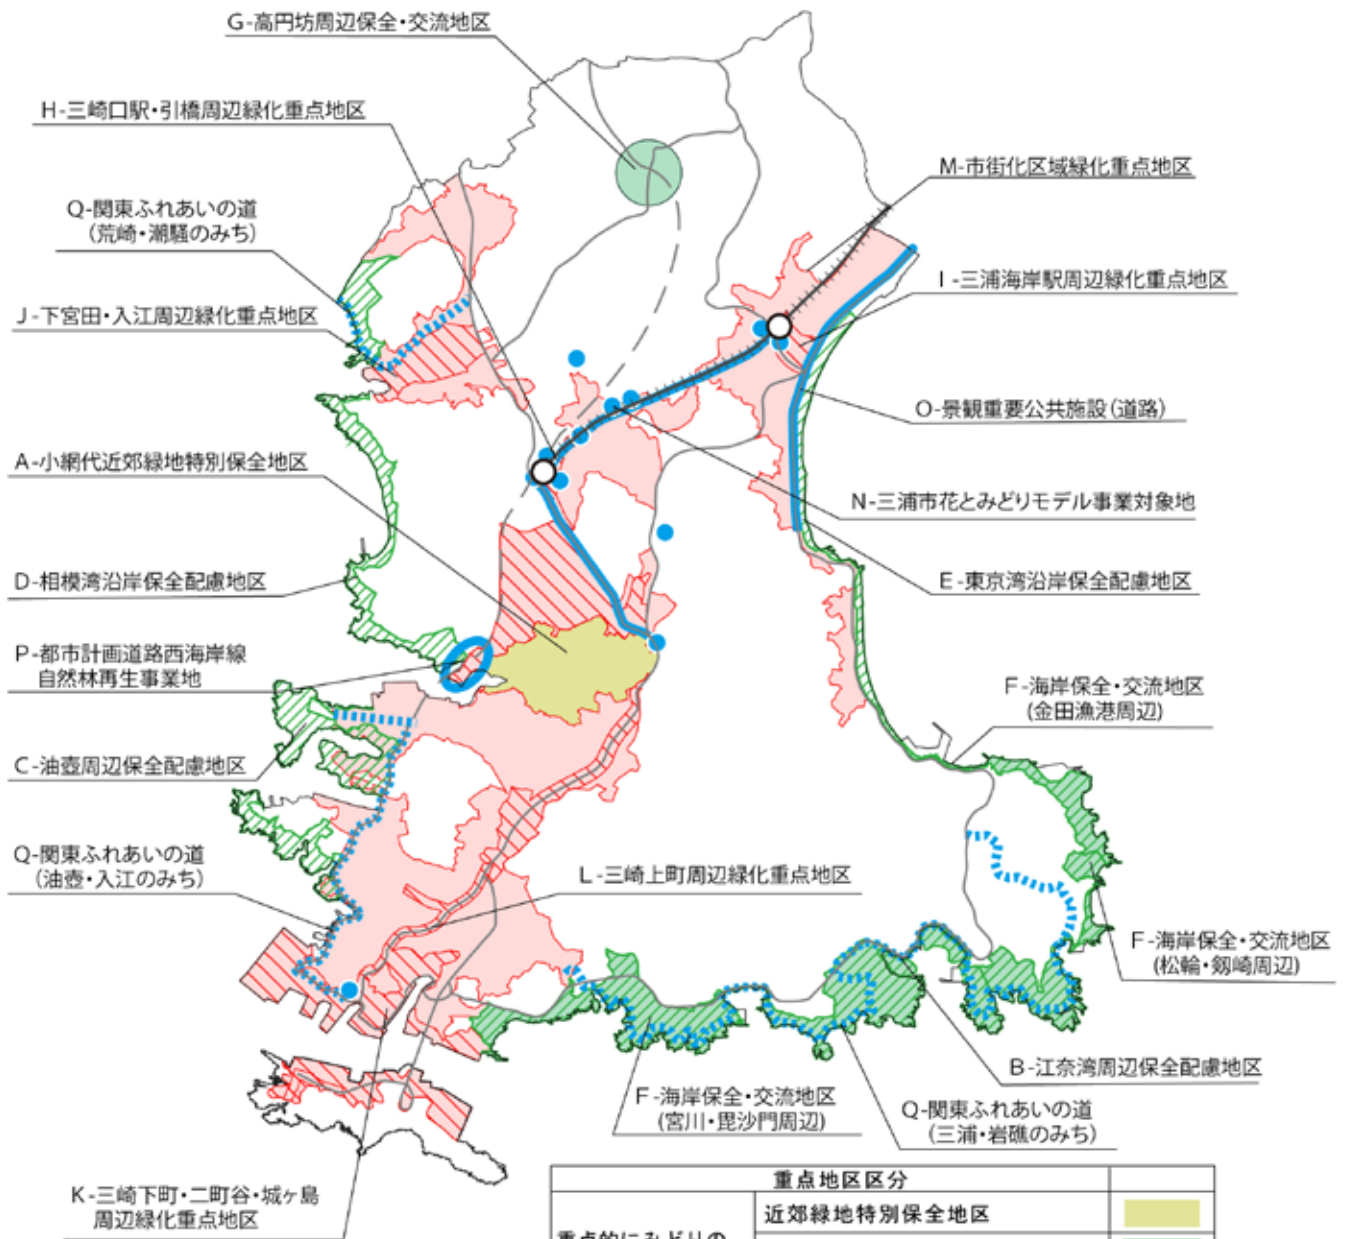 G-高円坊周辺保全・交流地区
H-三崎口駅・引橋周辺緑化重点地区
M-市街化区域緑化重点地区
Q-関東ふれあいの道
(荒崎・潮騒のみち)
I-三浦海岸駅周辺緑化重点地区
J-下宮田・入江周辺緑化重点地区
O-景観重要公共施設(道路)
A-小網代近郊緑地特別保全地区
N-三浦市花とみどりモデル事業対象地
D-相模湾沿岸保全配慮地区
E-東京湾沿岸保全配慮地区
P-都市計画道路西海岸線
自然林再生事業地
F-海岸保全・交流地区
(金田漁港周辺)
C-油壺周辺保全配慮地区
Q-関東ふれあいの道
(油壺・入江のみち)
L-三崎上町周辺緑化重点地区
F-海岸保全・交流地区
(松輪・剱崎周辺)
B-江奈湾周辺保全配慮地区
F-海岸保全・交流地区
(宮川・毘沙門周辺)
Q-関東ふれあいの道
(三浦・岩礁のみち)
K-三崎下町・二町谷・城ヶ島
周辺緑化重点地区
重点地区区分
近郊緑地特別保全地区
重点的にみどりの